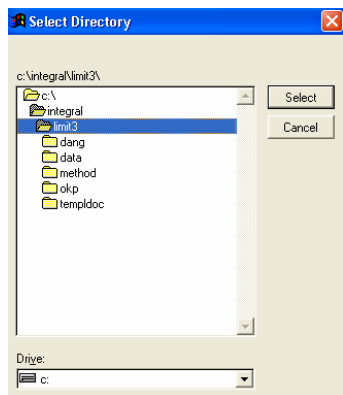 Select Directory
c:\integral\limit3\
c:\
Select
integral
limit3
Cancel
dang
data
method
okp
templdoc
Drive:
c: